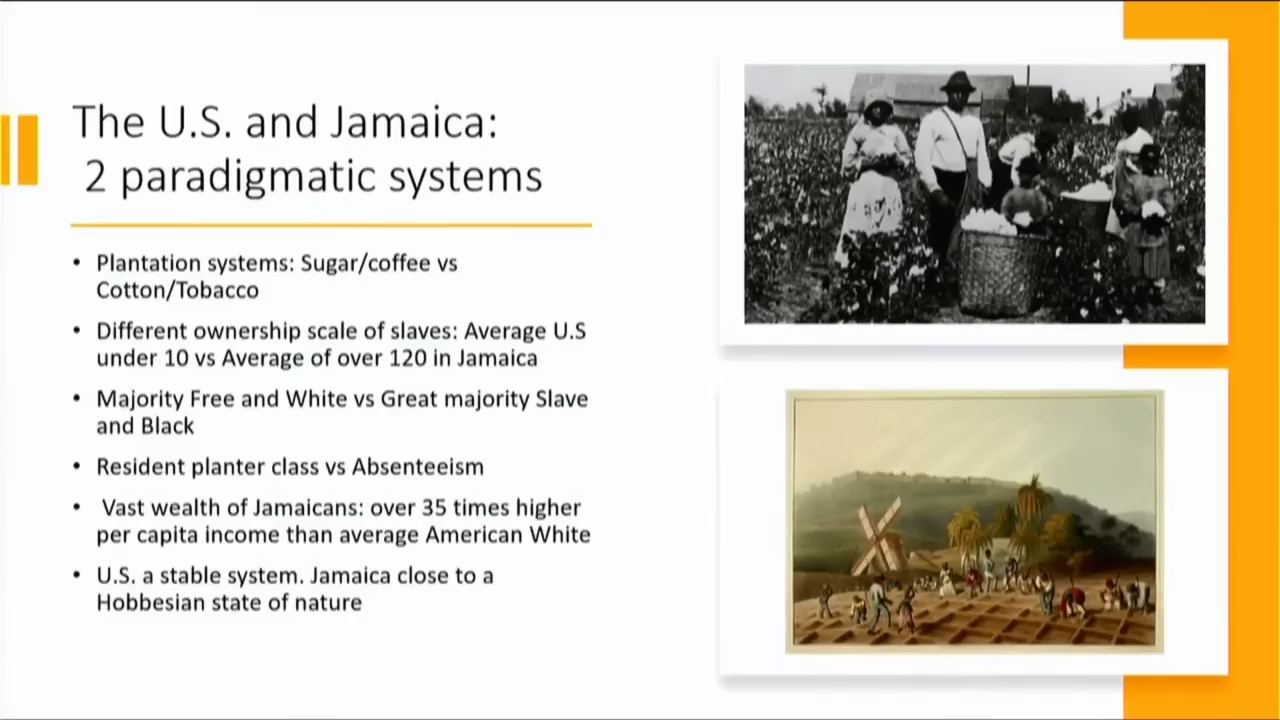 The U.S. and Jamaica:
2 paradigmatic systems
• Plantation systems: Sugar/coffee vs
Cotton/Tobacco
• Different ownership scale of slaves: Average U.S
under 10 vs Average of over 120 in Jamaica
• Majority Free and White vs Great majority Slave
and Black
• Resident planter class vs Absenteeism
• Vast wealth of Jamaicans: over 35 times higher
per capita income than average American White
• U.S. a stable system. Jamaica close to a
Hobbesian state of nature